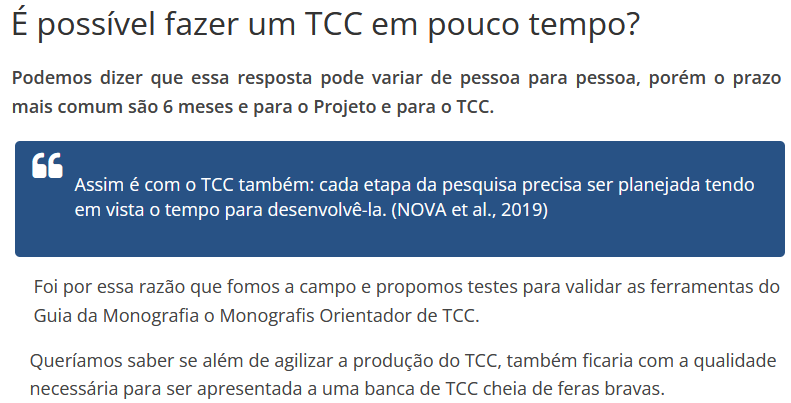 É possível fazer um TCC em pouco tempo?
Podemos dizer que essa resposta pode variar de pessoa para pessoa, porém o prazo
mais comum são 6 meses e para o Projeto e para o TCC.
Assim é com o TCC também: cada etapa da pesquisa precisa ser planejada tendo
em vista o tempo para desenvolvê-la. (NOVA et al., 2019)
Foi por essa razão que fomos a campo e propomos testes para validar as ferramentas do
Guia da Monografia o Monografis Orientador de TCC.
Queríamos saber se além de agilizar a produção do TCC, também ficaria com a qualidade
necessária para ser apresentada a uma banca de TCC cheia de feras bravas.